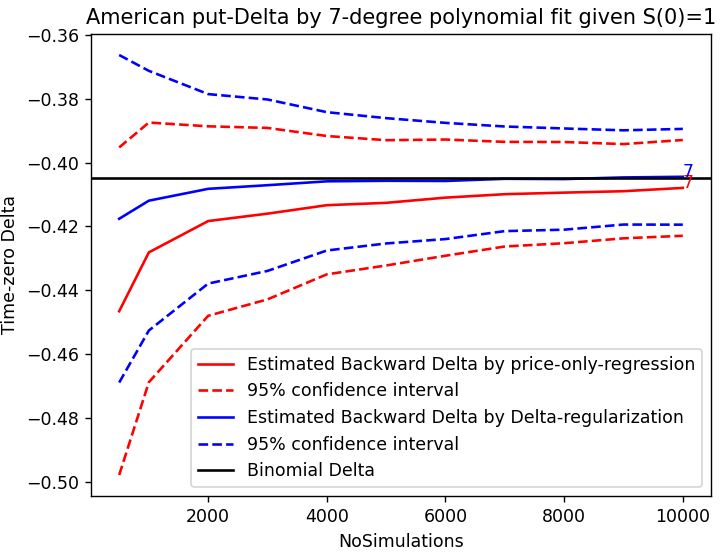 American put-Delta by 7-degree polynomial fit given S(0)=1
Time-zero Delta
−0.36
−0.38
−0.40
−0.42
−0.44
−0.46
−0.48
−0.50
7
7
Estimated Backward Delta by price-only-regression
95% confidence interval
Estimated Backward Delta by Delta-regularization
95% confidence interval
Binomial Delta
2000 4000 6000 8000 10000
NoSimulations